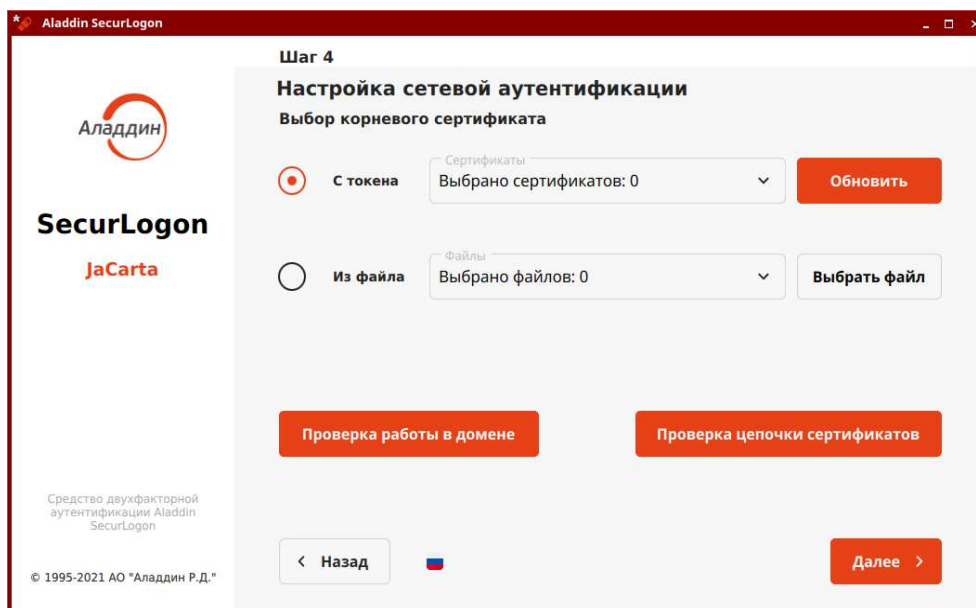 Aladdin SecurLogon
Шаг 4
Настройка сетевой аутентификации
Выбор корневого сертификата
Аладдин
SecurLogon
JaCarta
С токена
Сертификаты
Выбрано сертификатов: 0
Обновить
Из файла
Файлы
Выбрано файлов: 0
Выбрать файл
Проверка работы в домене
Проверка цепочки сертификатов
Средство двухфакторной
аутентификации Aladdin
SecurLogon
© 1995-2021 АО "Аладдин Р.Д."
Назад
Далее